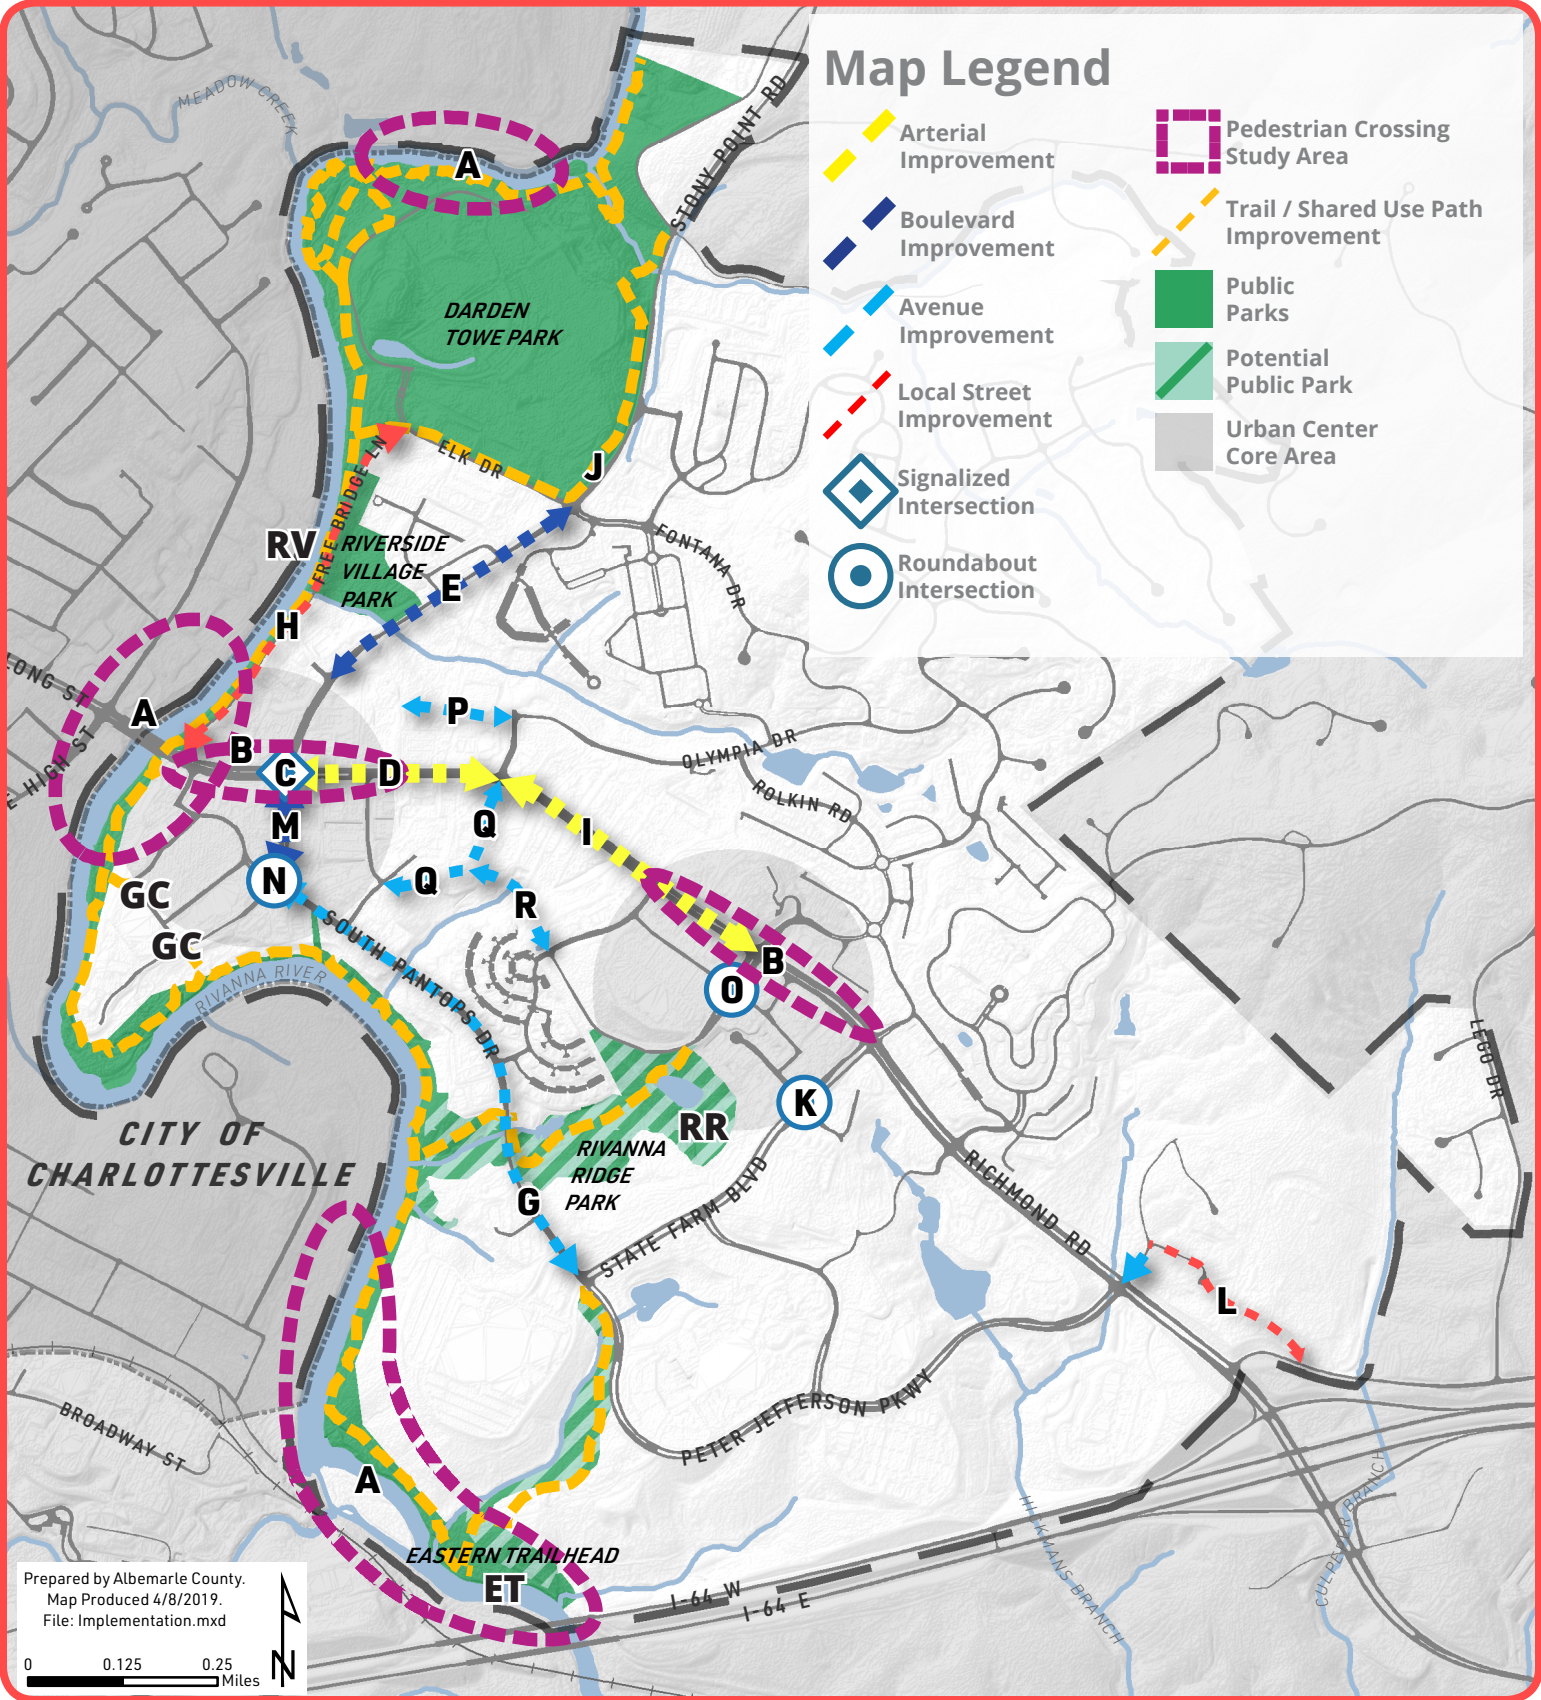 Map Legend
Arterial
Improvement
Boulevard
Improvement
Avenue
Improvement
Local Street
Improvement
Signalized
Intersection
Roundabout
Intersection
Pedestrian Crossing
Study Area
Trail / Shared Use Path
Improvement
Public
Parks
Potential
Public Park
Urban Center
Core Area
MEADOW CREEK
A
STONY POINT RD
DARDEN
TOWE PARK
ELK DR
J
FREE BRIDGE LN
RV
RIVERSIDE
VILLAGE
PARK
FONTANA DR
E
H
LONG ST
A
E HIGH ST
P
B
C
D
OLYMPIA DR
ROLKIN RD
M
Q
I
N
Q
GC
R
GC
SOUTH PANTOPS DR
RIVANNA RIVER
B
O
LEGO DR
K
CITY OF
CHARLOTTESVILLE
RR
RIVANNA
RIDGE
PARK
G
STATE FARM BLVD
RICHMOND RD
L
PETER JEFFERSON PKWY
BROADWAY ST
A
EASTERN TRAILHEAD
ET
I-64 W
I-64 E
HICKMANS BRANCH
CULPEPER BRANCH
Prepared by Albemarle County.
Map Produced 4/8/2019.
File: Implementation.mxd
0 0.125 0.25
Miles
N